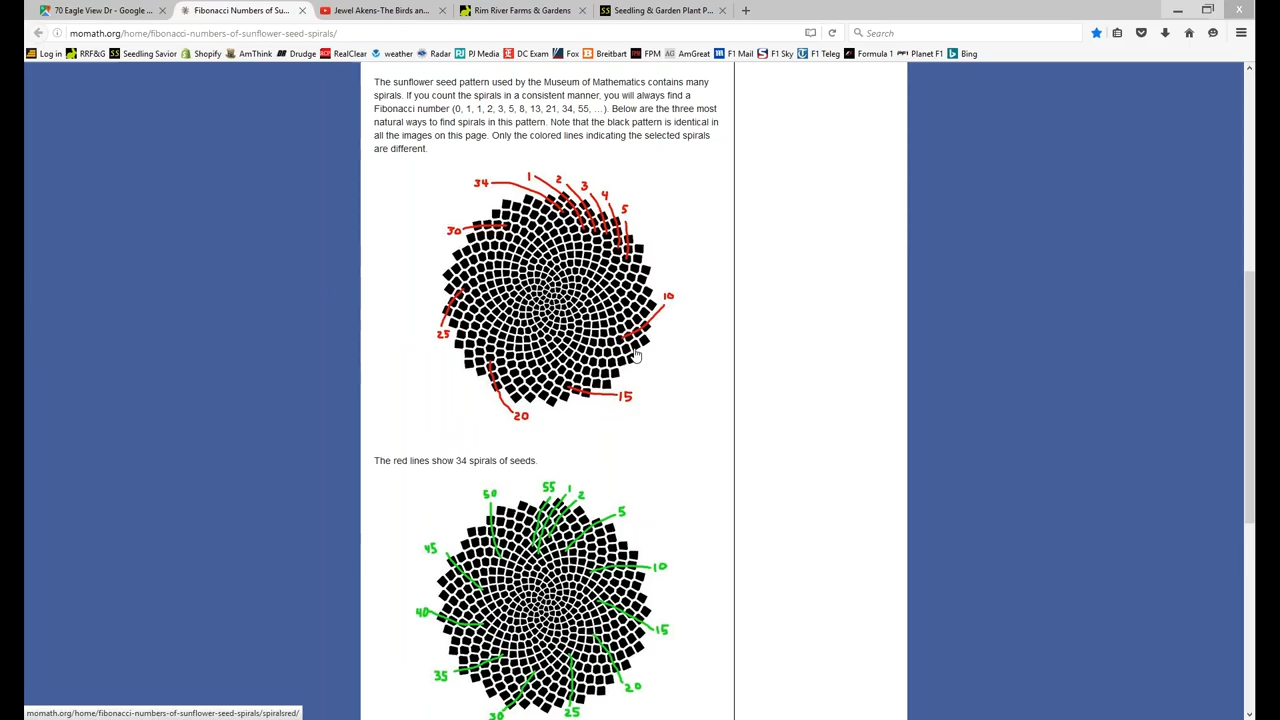 70 Eagle View Dr - Google ...
Fibonacci Numbers of Su...
Jewel Akens-The Birds an...
Rim River Farms & Gardens
Seedling & Garden Plant P...
momath.org/home/fibonacci-numbers-of-sunflower-seed-spirals/
Search
Log in RRF&G Seedling Savior Shopify AmThink Drudge RealClear weather Radar PJ Media DC Exam Fox Breitbart FPM AmGreat F1 Mail F1 Sky F1 Teleg Formula 1 Planet F1 Bing
The sunflower seed pattern used by the Museum of Mathematics contains many
spirals. If you count the spirals in a consistent manner, you will always find a
Fibonacci number (0, 1, 1, 2, 3, 5, 8, 13, 21, 34, 55, …). Below are the three most
natural ways to find spirals in this pattern. Note that the black pattern is identical in
all the images on this page. Only the colored lines indicating the selected spirals
are different.
34 1 2 3 4 5
30
10
25
15
20
The red lines show 34 spirals of seeds.
50 55 1 2
5
45
10
40
15
35
20
30 25
momath.org/home/fibonacci-numbers-of-sunflower-seed-spirals/spiralsred/